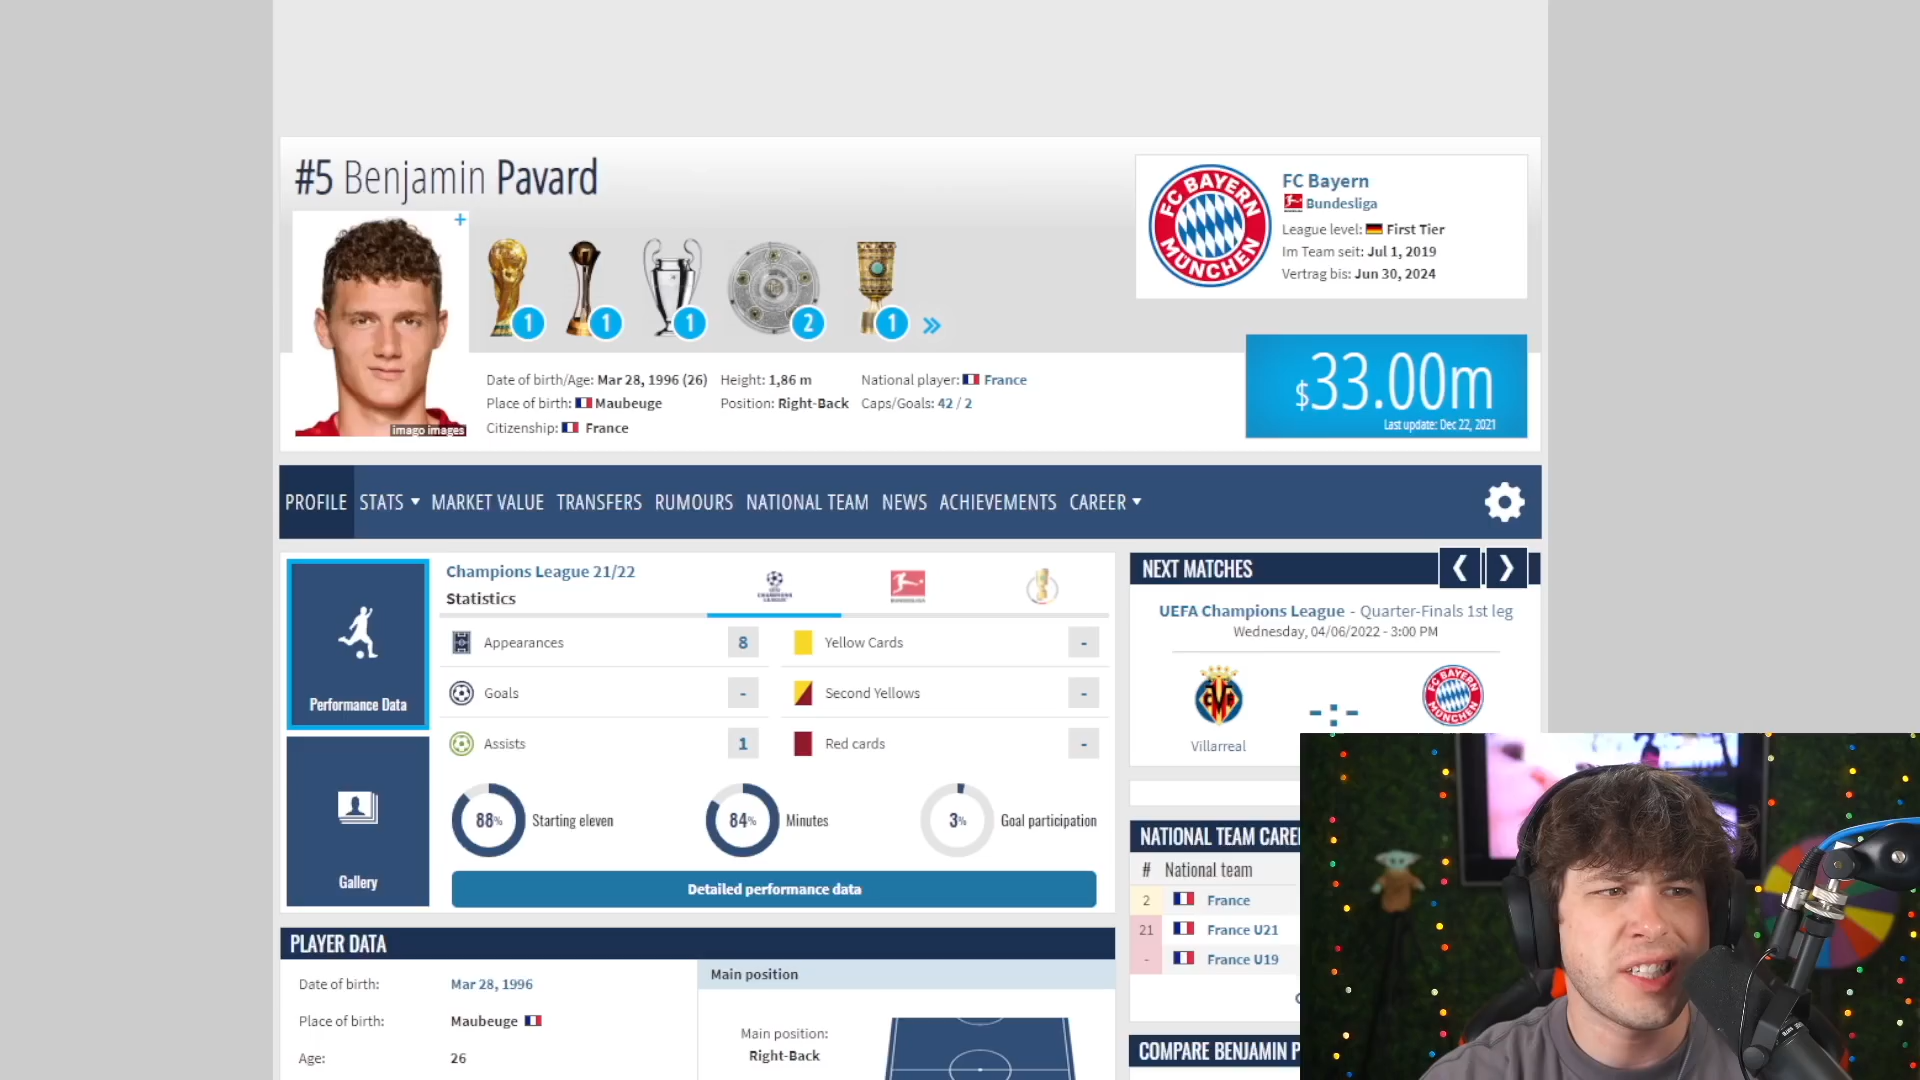 #5 Benjamin Pavard
+
imago images
1
1
1
2
1
»
Date of birth/Age: Mar 28, 1996 (26)
Place of birth: Maubeuge
Citizenship: France
Height: 1,86 m
Position: Right-Back
National player: France
Caps/Goals: 42 / 2
FC BAYERN
MÜNCHEN
FC Bayern
Bundesliga
League level: First Tier
Im Team seit: Jul 1, 2019
Vertrag bis: Jun 30, 2024
$33.00m
Last update: Dec 22, 2021
PROFILE STATS MARKET VALUE TRANSFERS RUMOURS NATIONAL TEAM NEWS ACHIEVEMENTS CAREER
Performance Data
Gallery
Champions League 21/22
Statistics
Appearances 8
Yellow Cards -
Goals -
Second Yellows -
Assists 1
Red cards -
88% Starting eleven
84% Minutes
3% Goal participation
Detailed performance data
PLAYER DATA
Date of birth: Mar 28, 1996
Place of birth: Maubeuge
Age: 26
Main position
Main position:
Right-Back
NEXT MATCHES
❮ ❯
UEFA Champions League - Quarter-Finals 1st leg
Wednesday, 04/06/2022 - 3:00 PM
-:-
Villarreal
NATIONAL TEAM CAREE
# National team
2 France
21 France U21
- France U19
COMPARE BENJAMIN P